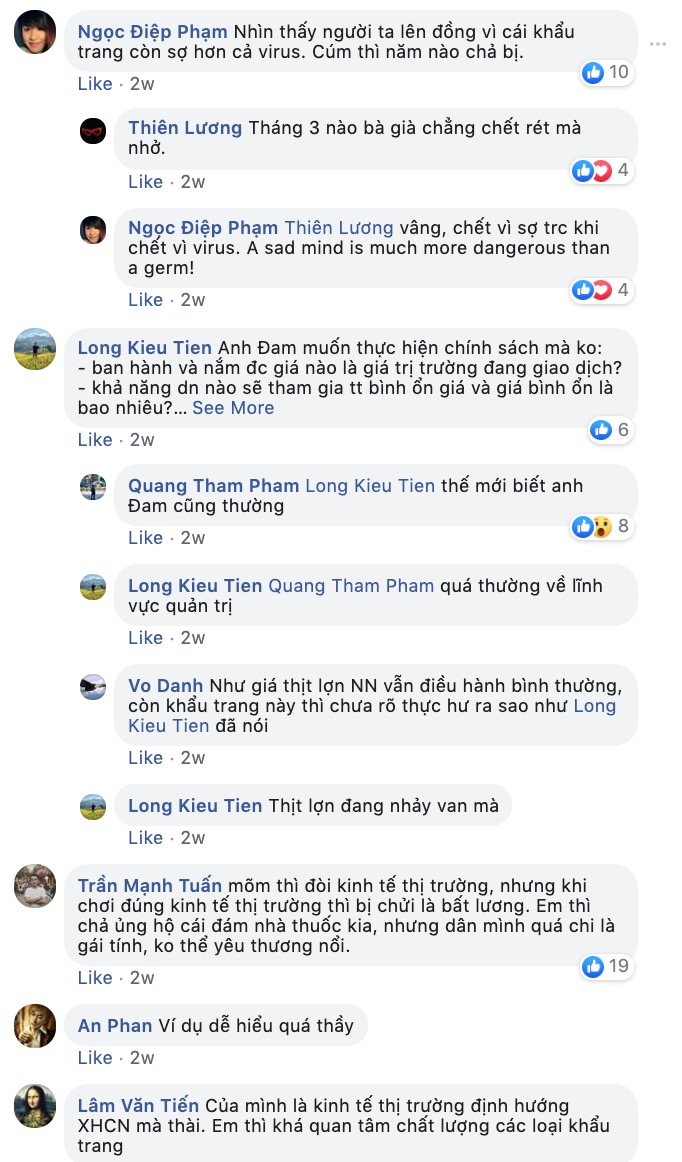 Ngọc Điệp Phạm Nhìn thấy người ta lên đồng vì cái khẩu
trang còn sợ hơn cả virus. Cúm thì năm nào chả bị.
10
Like · 2w
Thiên Lương Tháng 3 nào bà già chẳng chết rét mà
nhở.
4
Like · 2w
Ngọc Điệp Phạm Thiên Lương vâng, chết vì sợ trc khi
chết vì virus. A sad mind is much more dangerous than
a germ!
4
Like · 2w
Long Kieu Tien Anh Đam muốn thực hiện chính sách mà ko:
- ban hành và nắm đc giá nào là giá trị trường đang giao dịch?
- khả năng dn nào sẽ tham gia tt bình ổn giá và giá bình ổn là
bao nhiêu?... See More
6
Like · 2w
Quang Tham Pham Long Kieu Tien thế mới biết anh
Đam cũng thường
8
Like · 2w
Long Kieu Tien Quang Tham Pham quá thường về lĩnh
vực quản trị
Like · 2w
Vo Danh Như giá thịt lợn NN vẫn điều hành bình thường,
còn khẩu trang này thì chưa rõ thực hư ra sao như Long
Kieu Tien đã nói
Like · 2w
Long Kieu Tien Thịt lợn đang nhảy van mà
Like · 2w
Trần Mạnh Tuấn mõm thì đòi kinh tế thị trường, nhưng khi
chơi đúng kinh tế thị trường thì bị chửi là bất lương. Em thì
chả ủng hộ cái đám nhà thuốc kia, nhưng dân mình quá chi là
gái tính, ko thể yêu thương nổi.
19
Like · 2w
An Phan Ví dụ dễ hiểu quá thầy
Like · 2w
Lâm Văn Tiến Của mình là kinh tế thị trường định hướng
XHCN mà thài. Em thì khá quan tâm chất lượng các loại khẩu
trang